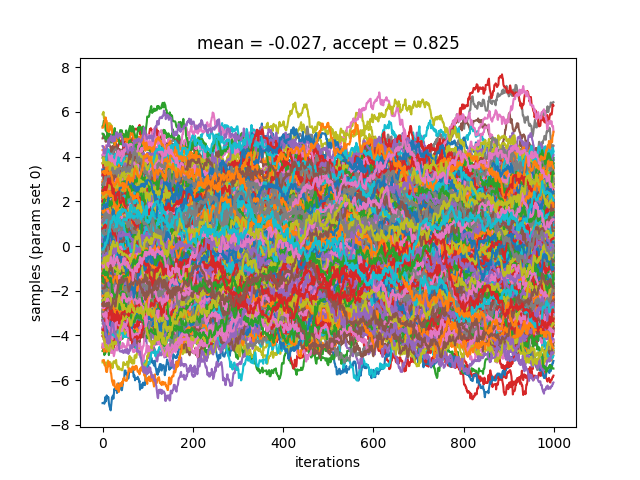 mean = -0.027, accept = 0.825
8
6
4
2
0
−2
−4
−6
−8
samples (param set 0)
0 200 400 600 800 1000
iterations